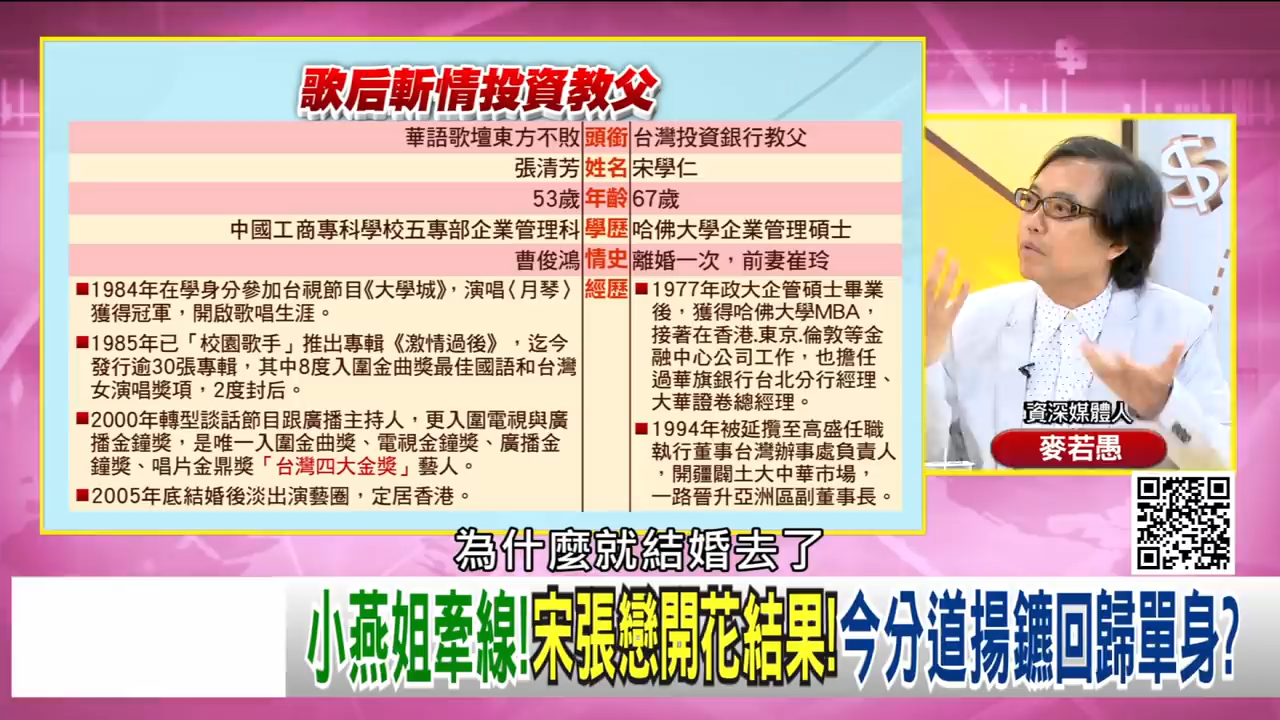 歌后斬情投資教父
華語歌壇東方不敗 頭銜 台灣投資銀行教父
張清芳 姓名 宋學仁
53歲 年齡 67歲
中國工商專科學校五專部企業管理科 學歷 哈佛大學企業管理碩士
曹俊鴻 情史 離婚一次，前妻崔玲
經歷
■1984年在學身分參加台視節目《大學城》，演唱〈月琴〉
獲得冠軍，開啟歌唱生涯。
■1985年已「校園歌手」推出專輯《激情過後》，迄今
發行逾30張專輯，其中8度入圍金曲獎最佳國語和台灣
女演唱獎項，2度封后。
■2000年轉型談話節目跟廣播主持人，更入圍電視與廣
播金鐘獎，是唯一入圍金曲獎、電視金鐘獎、廣播金
鐘獎、唱片金鼎獎「台灣四大金獎」藝人。
■2005年底結婚後淡出演藝圈，定居香港。
■1977年政大企管碩士畢業
後，獲得哈佛大學MBA，
接著在香港.東京.倫敦等金
融中心公司工作，也擔任
過華旗銀行台北分行經理、
大華證卷總經理。
■1994年被延攬至高盛任職
執行董事台灣辦事處負責人
，開疆闢土大中華市場，
一路晉升亞洲區副董事長。
$
資深媒體人
麥若愚
為什麼就結婚去了
小燕姐牽線!宋張戀開花結果!今分道揚鑣回歸單身?